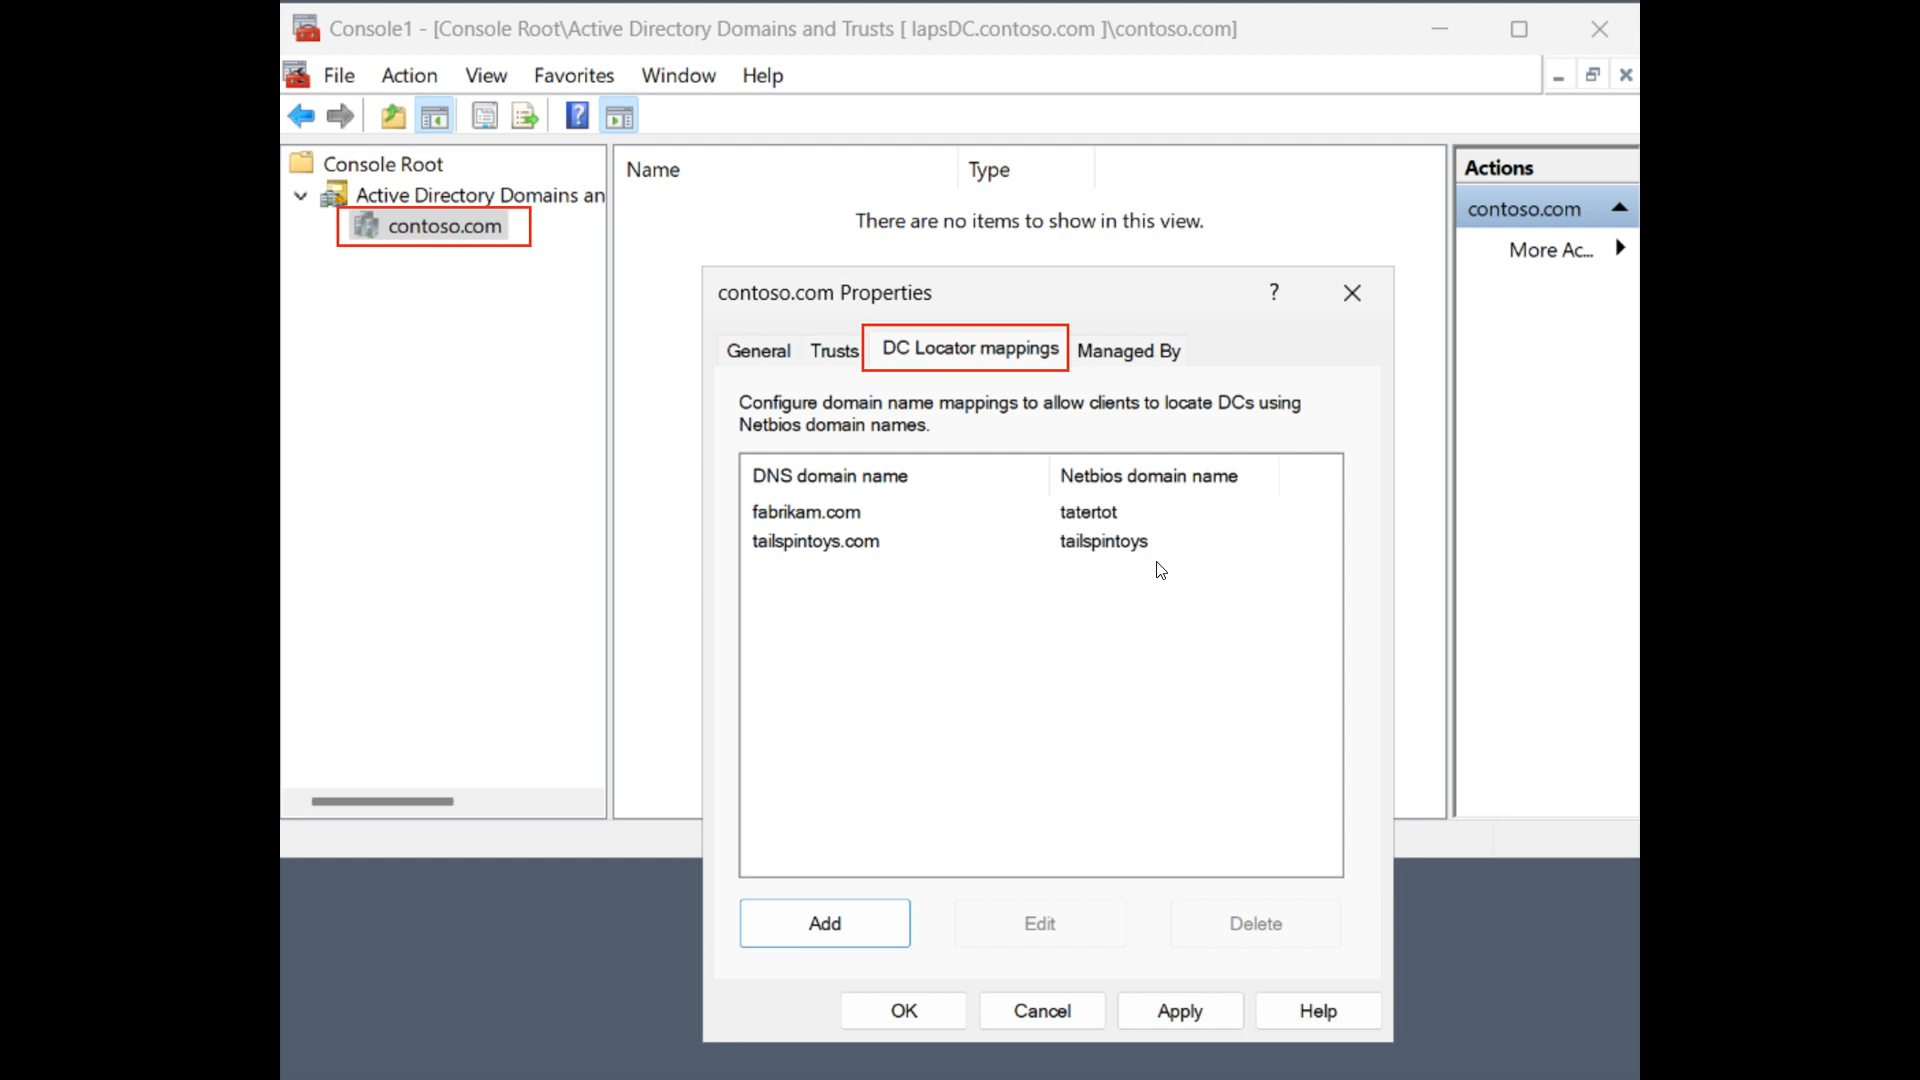 Console1 - [Console Root\Active Directory Domains and Trusts [ lapsDC.contoso.com ]\contoso.com]
File Action View Favorites Window Help
?
Console Root
Active Directory Domains an
contoso.com
Name Type
There are no items to show in this view.
Actions
contoso.com
More Ac...
contoso.com Properties ?
General Trusts DC Locator mappings Managed By
Configure domain name mappings to allow clients to locate DCs using
Netbios domain names.
DNS domain name Netbios domain name
fabrikam.com tatertot
tailspintoys.com tailspintoys
Add Edit Delete
OK Cancel Apply Help